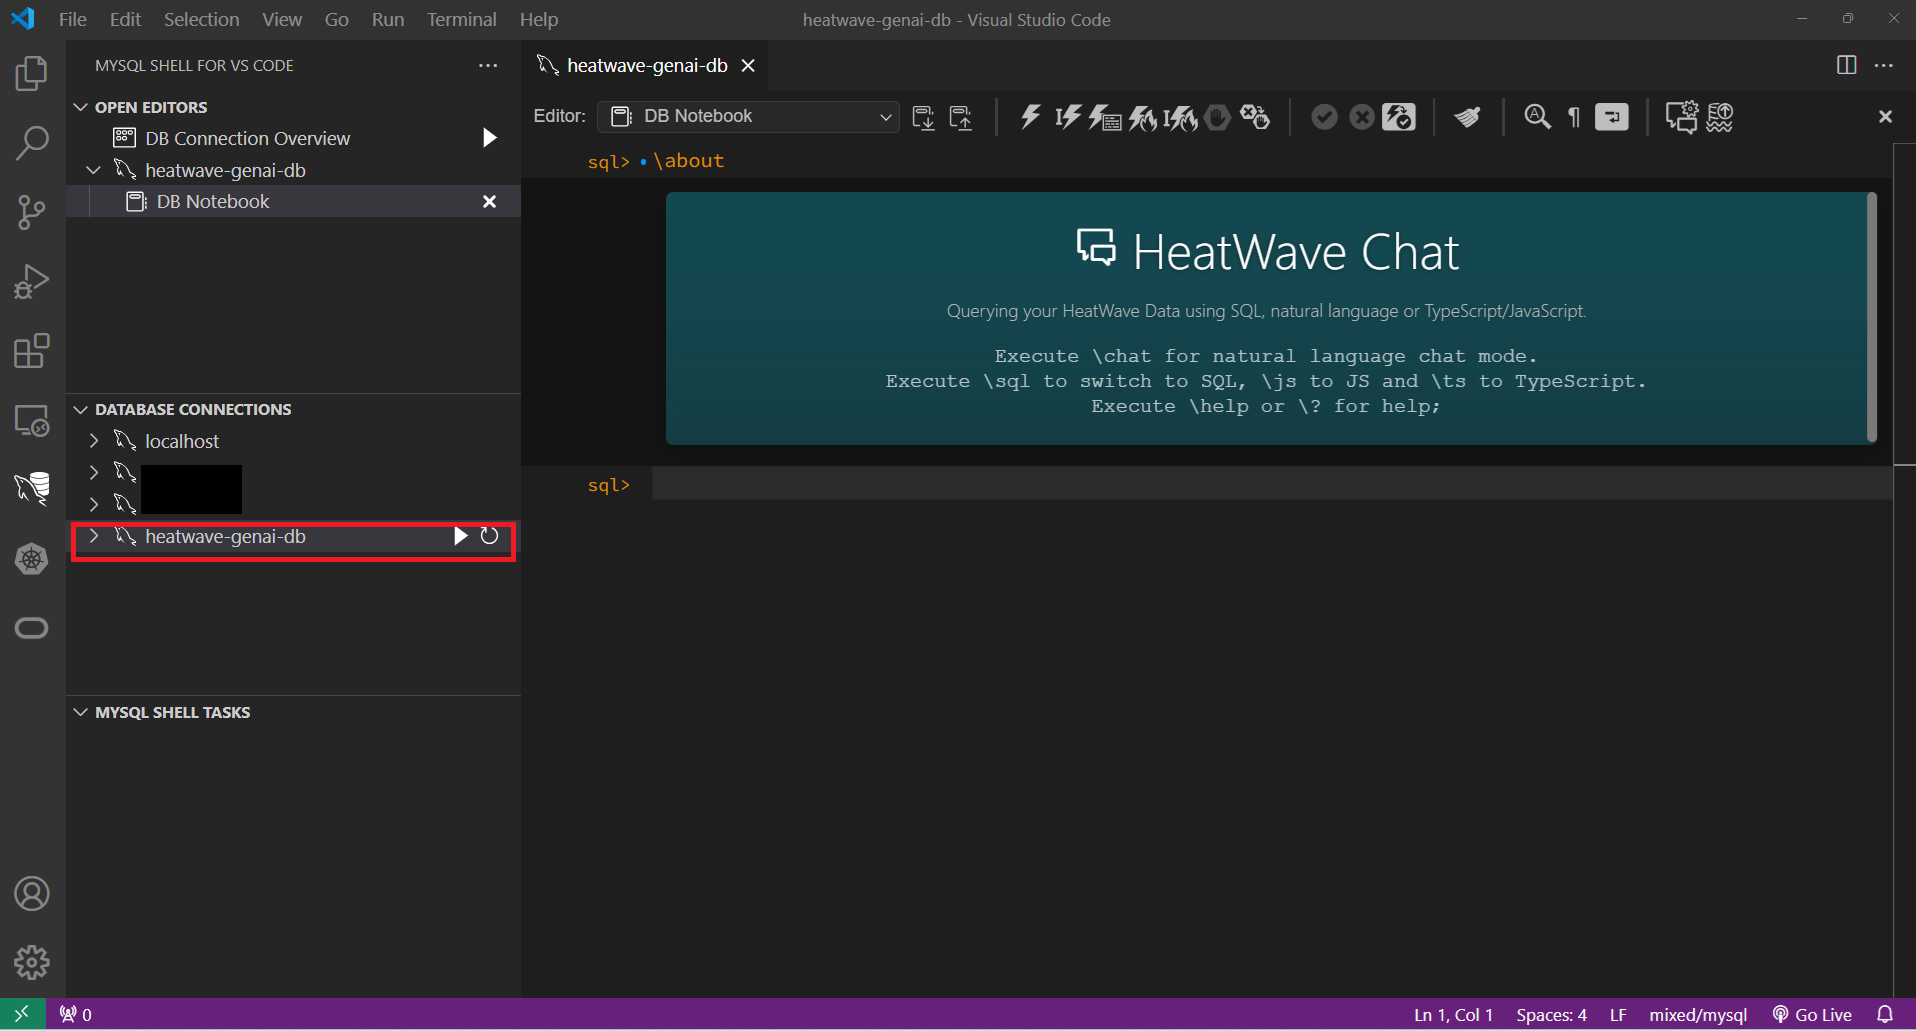 File Edit Selection View Go Run Terminal Help
heatwave-genai-db - Visual Studio Code
MYSQL SHELL FOR VS CODE
OPEN EDITORS
DB Connection Overview
heatwave-genai-db
DB Notebook
DATABASE CONNECTIONS
localhost
heatwave-genai-db
MYSQL SHELL TASKS
heatwave-genai-db
Editor: DB Notebook
sql> \about
HeatWave Chat
Querying your HeatWave Data using SQL, natural language or TypeScript/JavaScript.
Execute \chat for natural language chat mode.
Execute \sql to switch to SQL, \js to JS and \ts to TypeScript.
Execute \help or \? for help;
sql>
0
Ln 1, Col 1 Spaces: 4 LF mixed/mysql Go Live